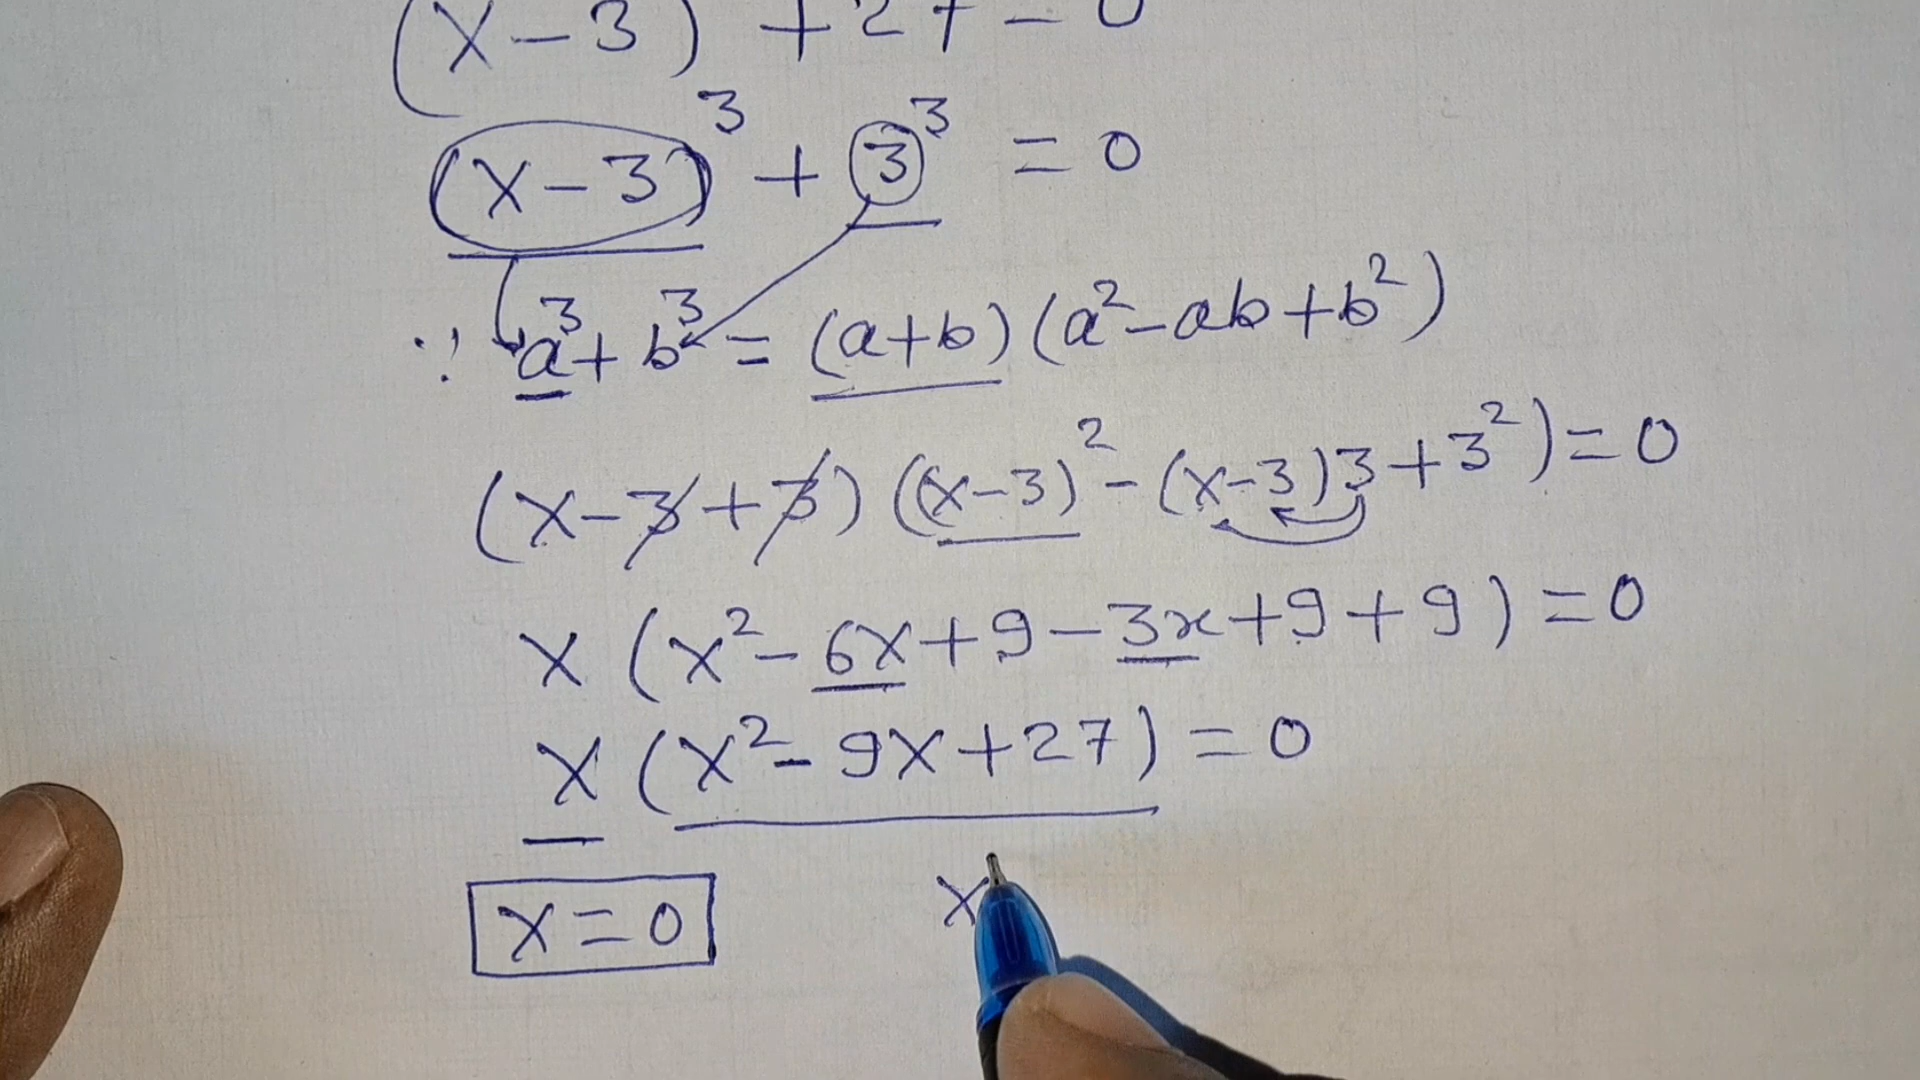 (x-3) +27=0
(x-3)³ + 3³ = 0
∵ a³+ b³ = (a+b)(a²-ab+b²)
(x-3+3)((x-3)²-(x-3)3+3²)=0
x(x²-6x+9-3x+9+9)=0
x(x²-9x+27)=0
x=0 x